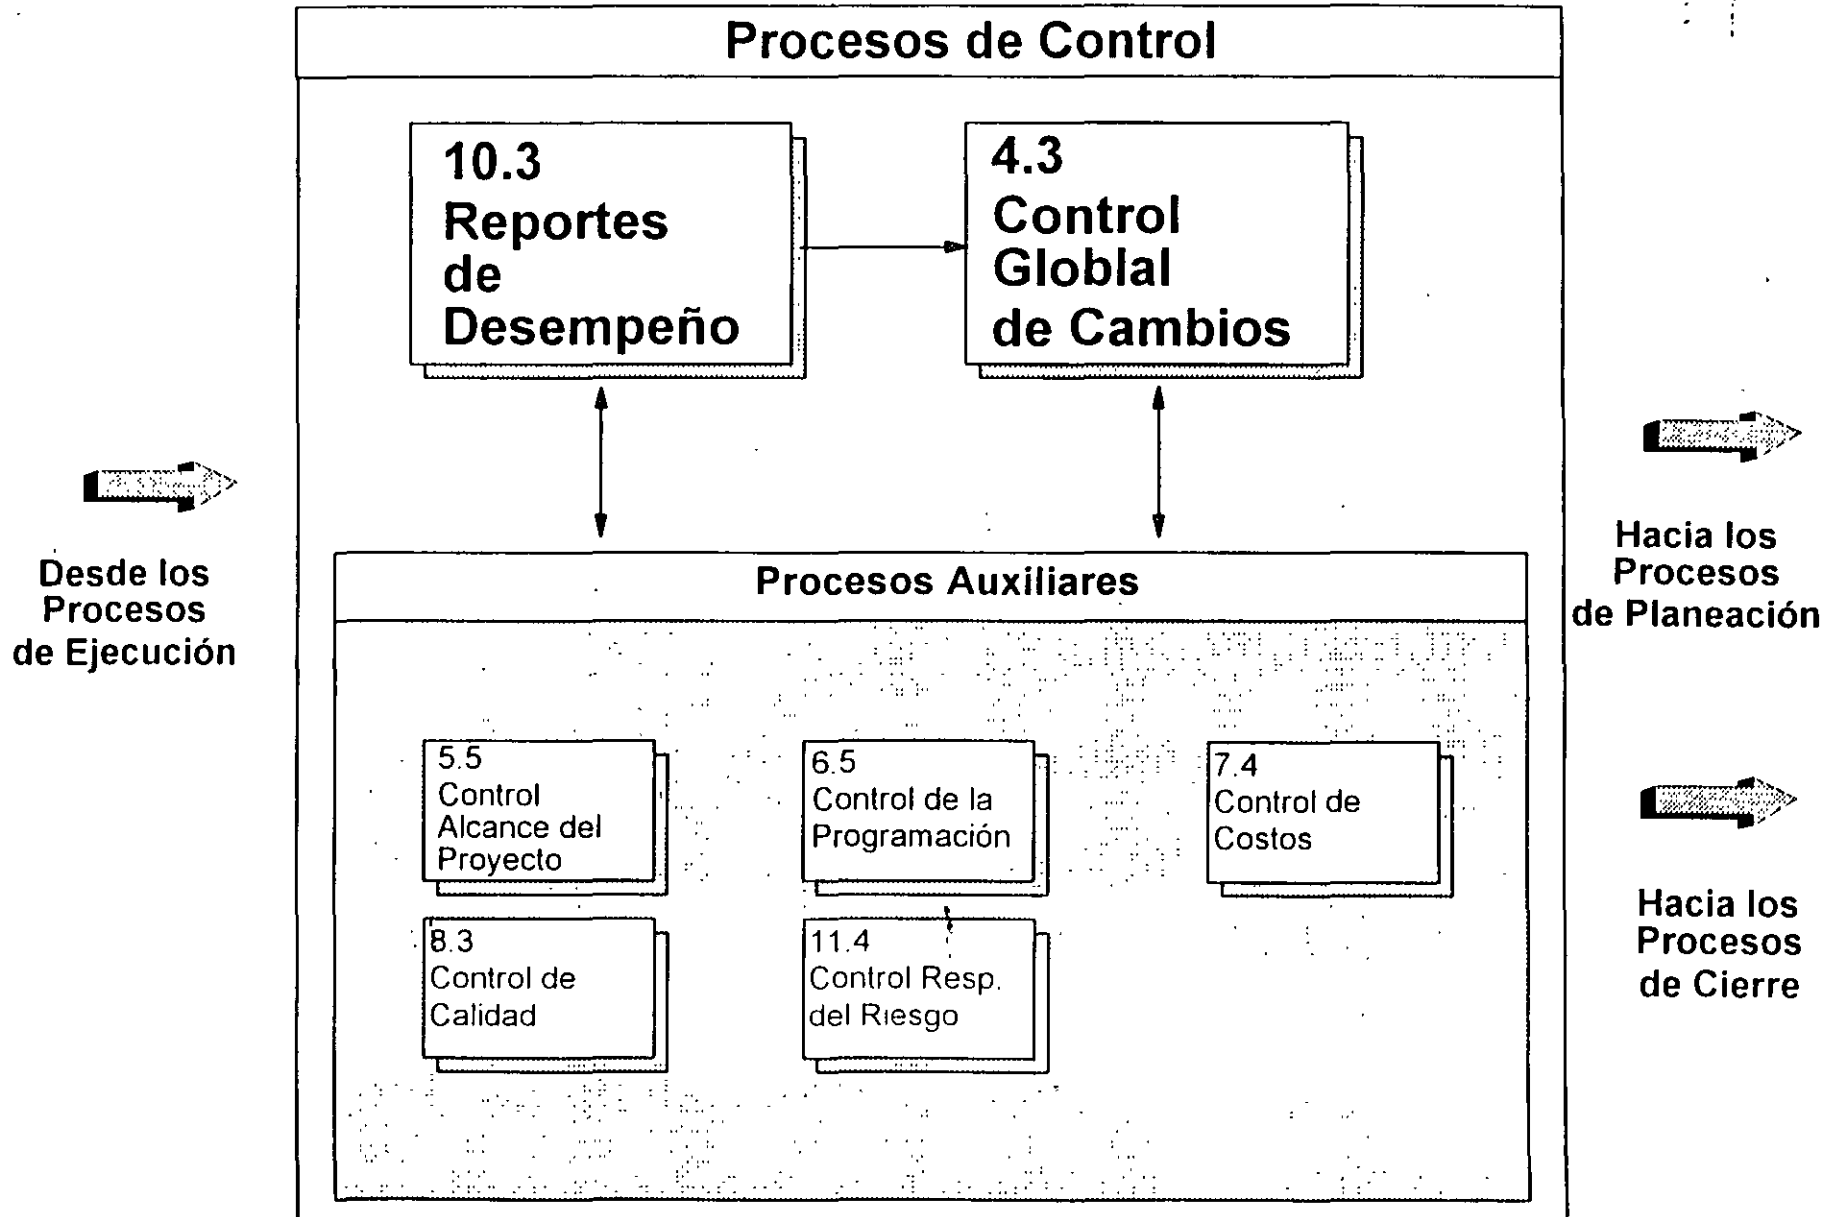 Procesos de Control
10.3
Reportes
de
Desempeño
4.3
Control
Globlal
de Cambios
Desde los
Procesos
de Ejecución
Hacia los
Procesos
de Planeación
Procesos Auxiliares
5.5
Control
Alcance del
Proyecto
6.5
Control de la
Programación
7.4
Control de
Costos
8.3
Control de
Calidad
11.4
Control Resp.
del Riesgo
Hacia los
Procesos
de Cierre